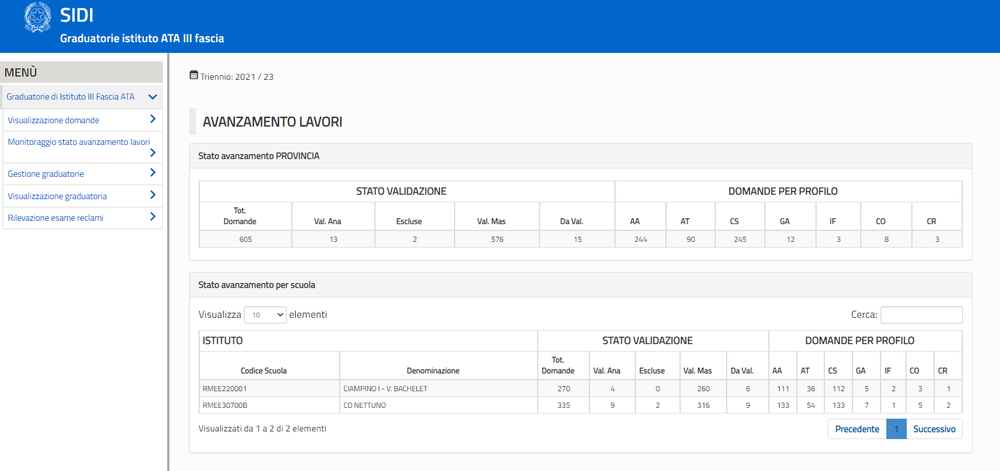 SIDI
Graduatorie istituto ATA III fascia
MENÙ
Graduatorie di Istituto III Fascia ATA
Visualizzazione domande
Monitoraggio stato avanzamento lavori
Gestione graduatorie
Visualizzazione graduatoria
Rilevazione esame reclami
Triennio: 2021 / 23
AVANZAMENTO LAVORI
Stato avanzamento PROVINCIA
STATO VALIDAZIONE DOMANDE PER PROFILO
Tot. Domande Val. Ana Escluse Val. Mas Da Val. AA AT CS GA IF CO CR
605 13 2 576 15 244 90 245 12 3 8 3
Stato avanzamento per scuola
Visualizza 10 elementi Cerca:
ISTITUTO STATO VALIDAZIONE DOMANDE PER PROFILO
Codice Scuola Denominazione Tot. Domande Val. Ana Escluse Val. Mas Da Val. AA AT CS GA IF CO CR
RMEE220001 CIAMPINO I - V. BACHELET 270 4 0 260 6 111 36 112 5 2 3 1
RMEE30700B CD NETTUNO 335 9 2 316 9 133 54 133 7 1 5 2
Visualizzati da 1 a 2 di 2 elementi Precedente 1 Successivo